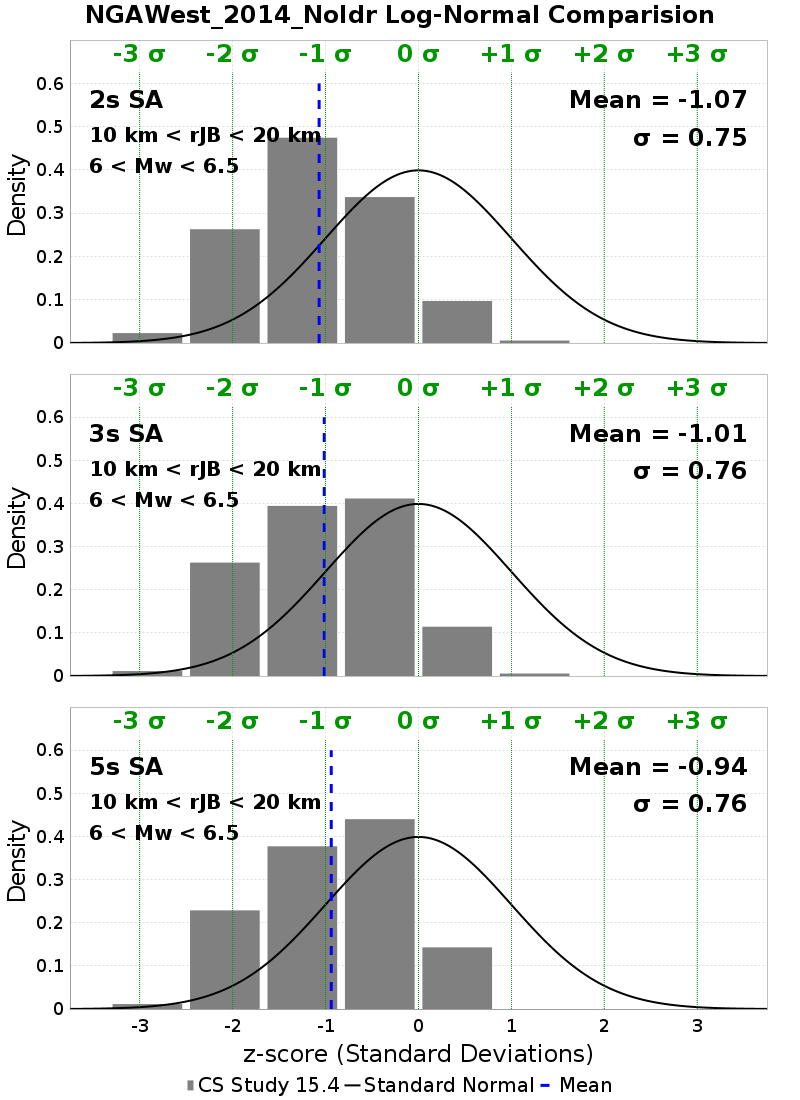 NGAWest_2014_NoIdr Log-Normal Comparision
-3 σ -2 σ -1 σ 0 σ +1 σ +2 σ +3 σ
0.6
2s SA Mean = -1.07
0.5
10 km < rJB < 20 km σ = 0.75
6 < Mw < 6.5
0.4
0.3
0.2
0.1
0
Density
-3 σ -2 σ -1 σ 0 σ +1 σ +2 σ +3 σ
0.6
3s SA Mean = -1.01
0.5
10 km < rJB < 20 km σ = 0.76
6 < Mw < 6.5
0.4
0.3
0.2
0.1
0
Density
-3 σ -2 σ -1 σ 0 σ +1 σ +2 σ +3 σ
0.6
5s SA Mean = -0.94
0.5
10 km < rJB < 20 km σ = 0.76
6 < Mw < 6.5
0.4
0.3
0.2
0.1
0
Density
-3 -2 -1 0 1 2 3
z-score (Standard Deviations)
CS Study 15.4 Standard Normal Mean